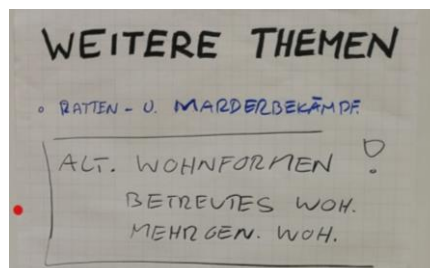 WEITERE THEMEN
◦ RATTEN- U. MARDERBEKÄMPF.
ALT. WOHNFORMEN !
BETREUTES WOH.
MEHRGEN. WOH.